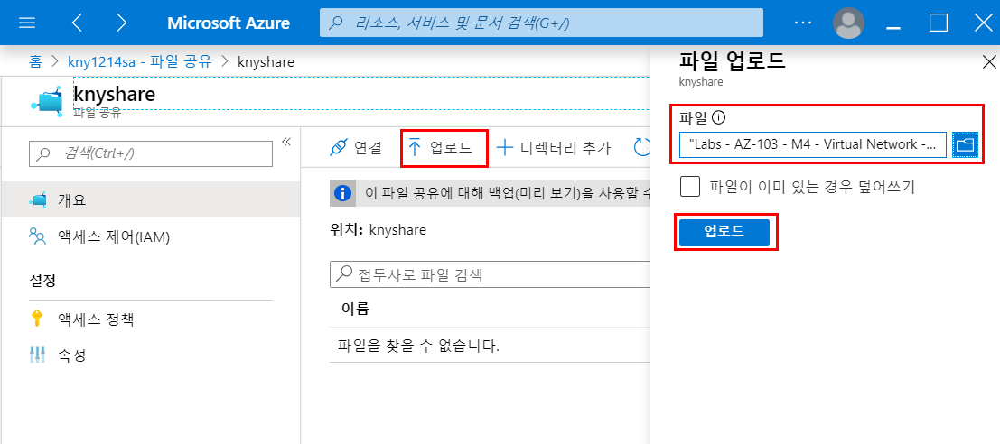 Microsoft Azure
리소스, 서비스 및 문서 검색(G+/)
홈 > kny1214sa - 파일 공유 > knyshare
knyshare
파일 공유
검색(Ctrl+/)
개요
액세스 제어(IAM)
설정
액세스 정책
속성
연결
업로드
디렉터리 추가
이 파일 공유에 대해 백업(미리 보기)을 사용할 수
위치: knyshare
접두사로 파일 검색
이름
파일을 찾을 수 없습니다.
파일 업로드
knyshare
파일
"Labs - AZ-103 - M4 - Virtual Network -...
파일이 이미 있는 경우 덮어쓰기
업로드